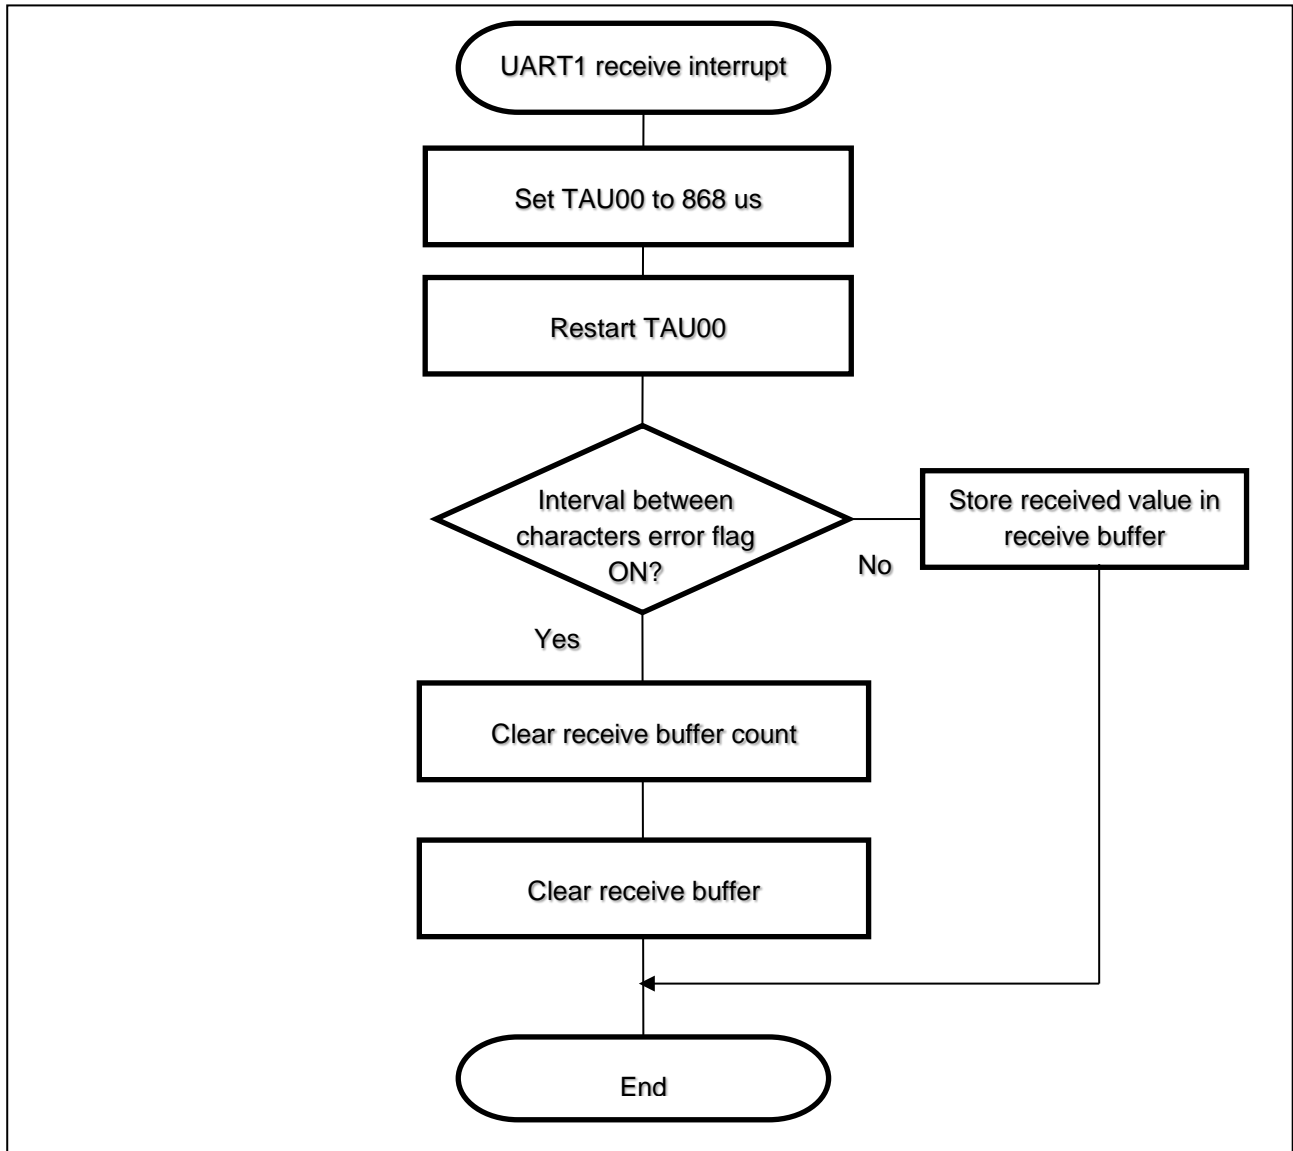 UART1 receive interrupt
Set TAU00 to 868 us
Restart TAU00
Interval between
characters error flag
ON?
No
Store received value in
receive buffer
Yes
Clear receive buffer count
Clear receive buffer
End